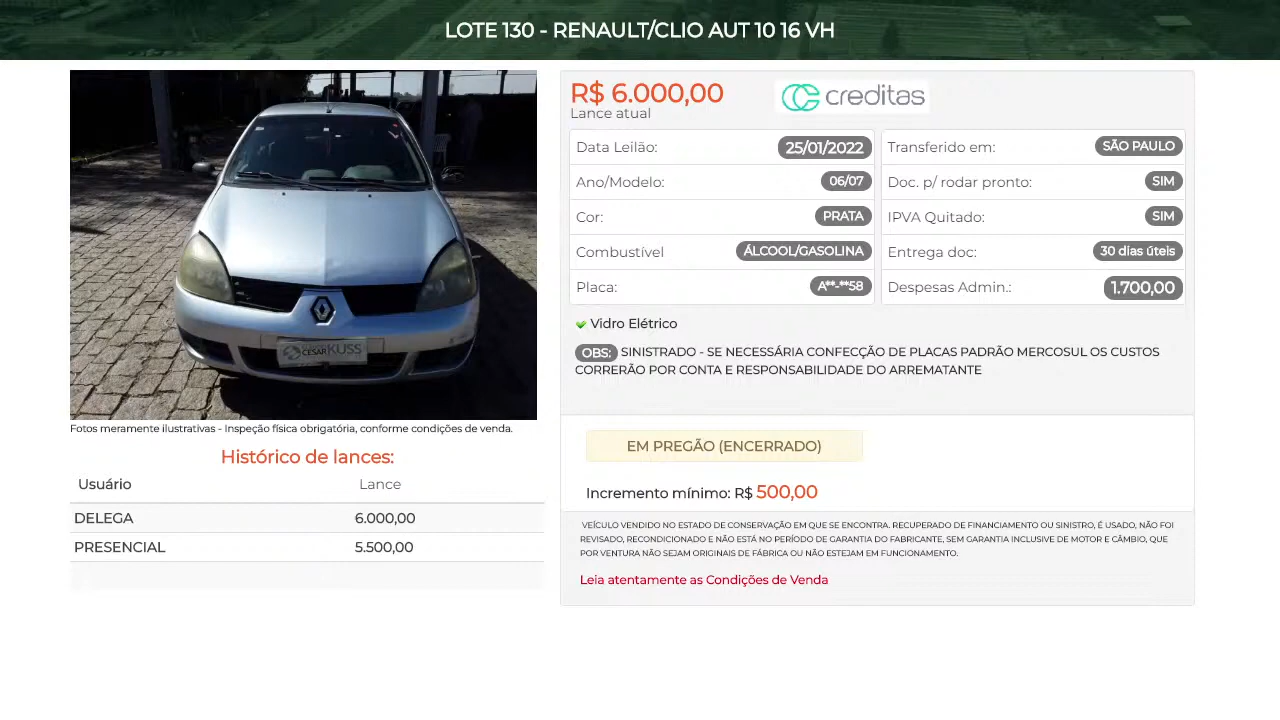 LOTE 130 - RENAULT/CLIO AUT 10 16 VH
CESAR KUSS
Fotos meramente ilustrativas - Inspeção física obrigatória, conforme condições de venda.
Histórico de lances:
Usuário Lance
DELEGA 6.000,00
PRESENCIAL 5.500,00
R$ 6.000,00
creditas
Lance atual
Data Leilão: 25/01/2022
Ano/Modelo: 06/07
Cor: PRATA
Combustível ÁLCOOL/GASOLINA
Placa: A**-**58
Transferido em: SÃO PAULO
Doc. p/ rodar pronto: SIM
IPVA Quitado: SIM
Entrega doc: 30 dias úteis
Despesas Admin.: 1.700,00
Vidro Elétrico
OBS: SINISTRADO - SE NECESSÁRIA CONFECÇÃO DE PLACAS PADRÃO MERCOSUL OS CUSTOS
CORRERÃO POR CONTA E RESPONSABILIDADE DO ARREMATANTE
EM PREGÃO (ENCERRADO)
Incremento mínimo: R$ 500,00
VEÍCULO VENDIDO NO ESTADO DE CONSERVAÇÃO EM QUE SE ENCONTRA. RECUPERADO DE FINANCIAMENTO OU SINISTRO, É USADO, NÃO FOI
REVISADO, RECONDICIONADO E NÃO ESTÁ NO PERÍODO DE GARANTIA DO FABRICANTE, SEM GARANTIA INCLUSIVE DE MOTOR E CÂMBIO, QUE
POR VENTURA NÃO SEJAM ORIGINAIS DE FÁBRICA OU NÃO ESTEJAM EM FUNCIONAMENTO.
Leia atentamente as Condições de Venda